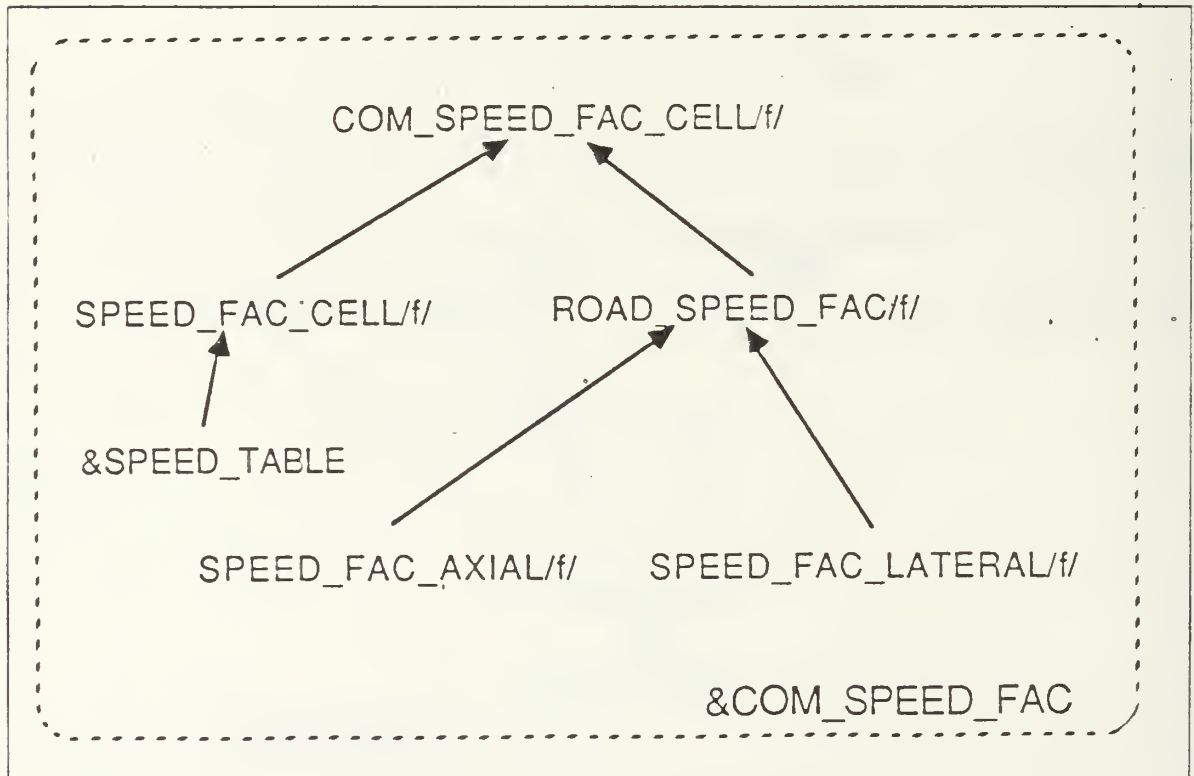 COM_SPEED_FAC_CELL/f/
SPEED_FAC_CELL/f/ ROAD_SPEED_FAC/f/
&SPEED_TABLE
SPEED_FAC_AXIAL/f/ SPEED_FAC_LATERAL/f/
&COM_SPEED_FAC